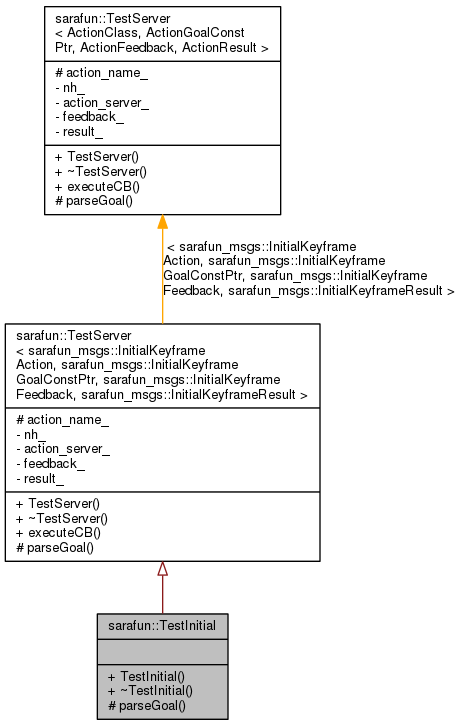 sarafun::TestServer
< ActionClass, ActionGoalConst
Ptr, ActionFeedback, ActionResult >
# action_name_
- nh_
- action_server_
- feedback_
- result_
+ TestServer()
+ ~TestServer()
+ executeCB()
# parseGoal()
< sarafun_msgs::InitialKeyframe
Action, sarafun_msgs::InitialKeyframe
GoalConstPtr, sarafun_msgs::InitialKeyframe
Feedback, sarafun_msgs::InitialKeyframeResult >
sarafun::TestServer
< sarafun_msgs::InitialKeyframe
Action, sarafun_msgs::InitialKeyframe
GoalConstPtr, sarafun_msgs::InitialKeyframe
Feedback, sarafun_msgs::InitialKeyframeResult >
# action_name_
- nh_
- action_server_
- feedback_
- result_
+ TestServer()
+ ~TestServer()
+ executeCB()
# parseGoal()
sarafun::TestInitial
+ TestInitial()
+ ~TestInitial()
# parseGoal()